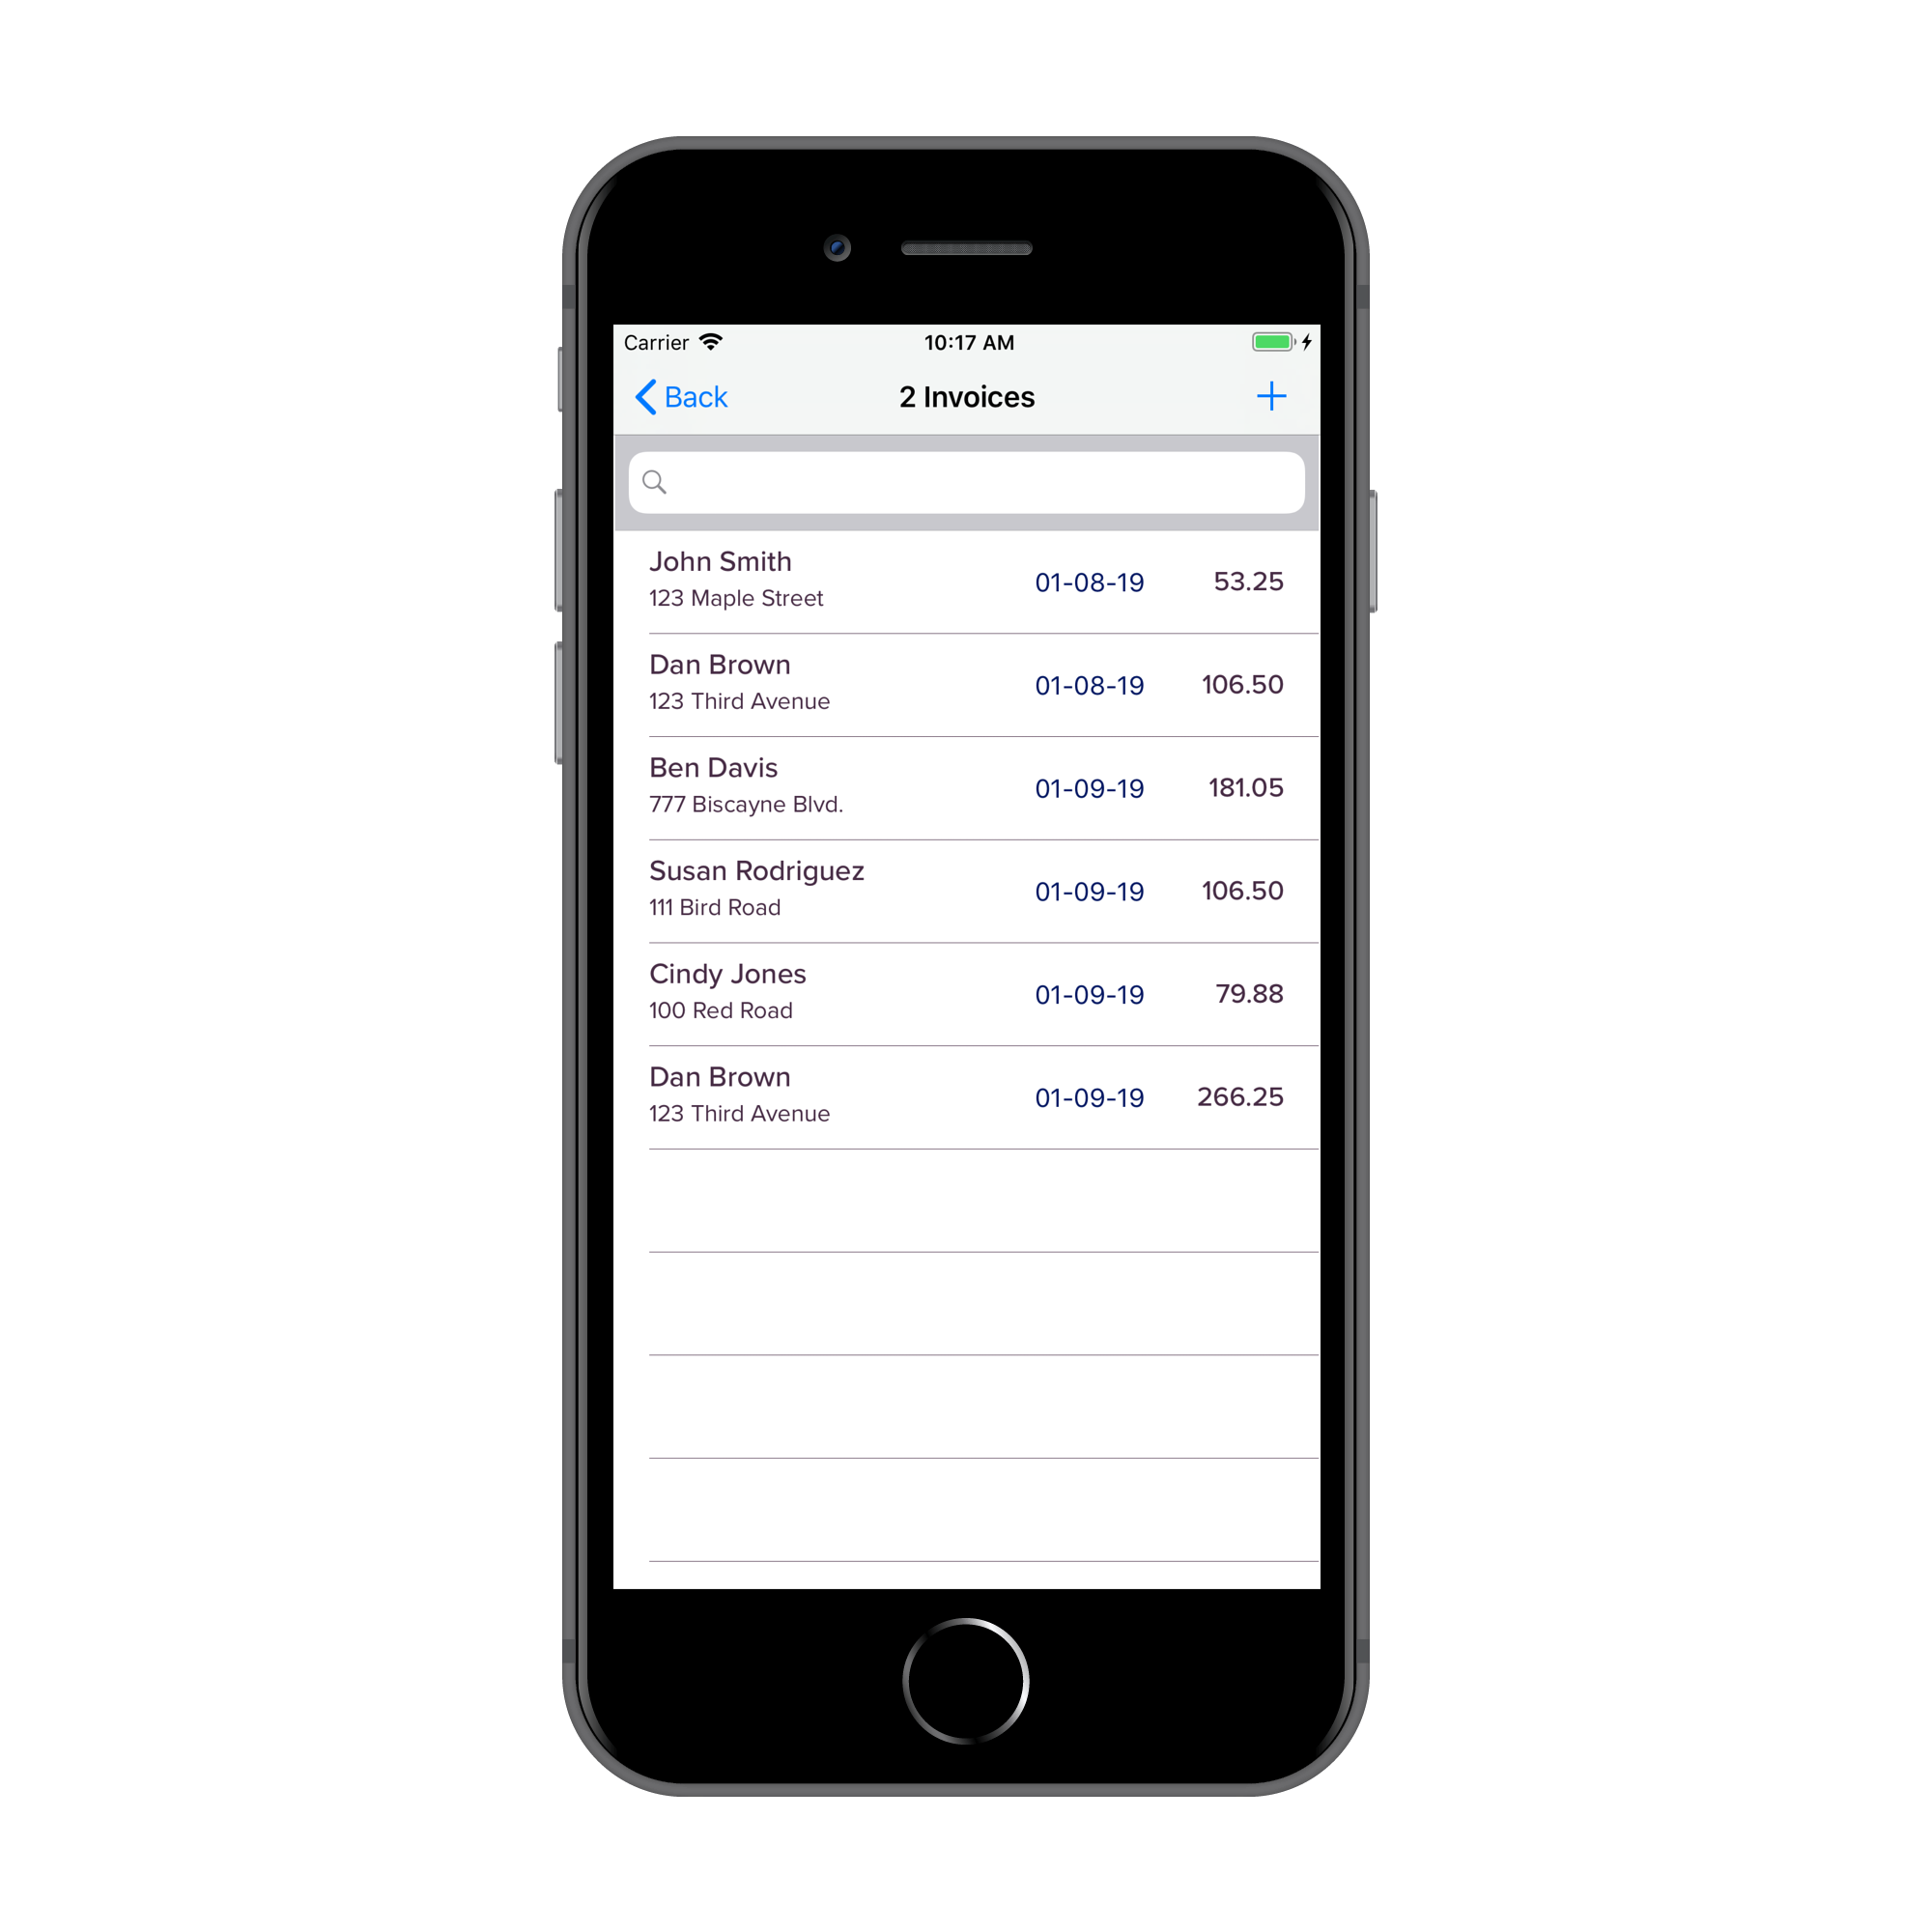 Carrier 10:17 AM
Back 2 Invoices +
John Smith
123 Maple Street 01-08-19 53.25
Dan Brown
123 Third Avenue 01-08-19 106.50
Ben Davis
777 Biscayne Blvd. 01-09-19 181.05
Susan Rodriguez
111 Bird Road 01-09-19 106.50
Cindy Jones
100 Red Road 01-09-19 79.88
Dan Brown
123 Third Avenue 01-09-19 266.25